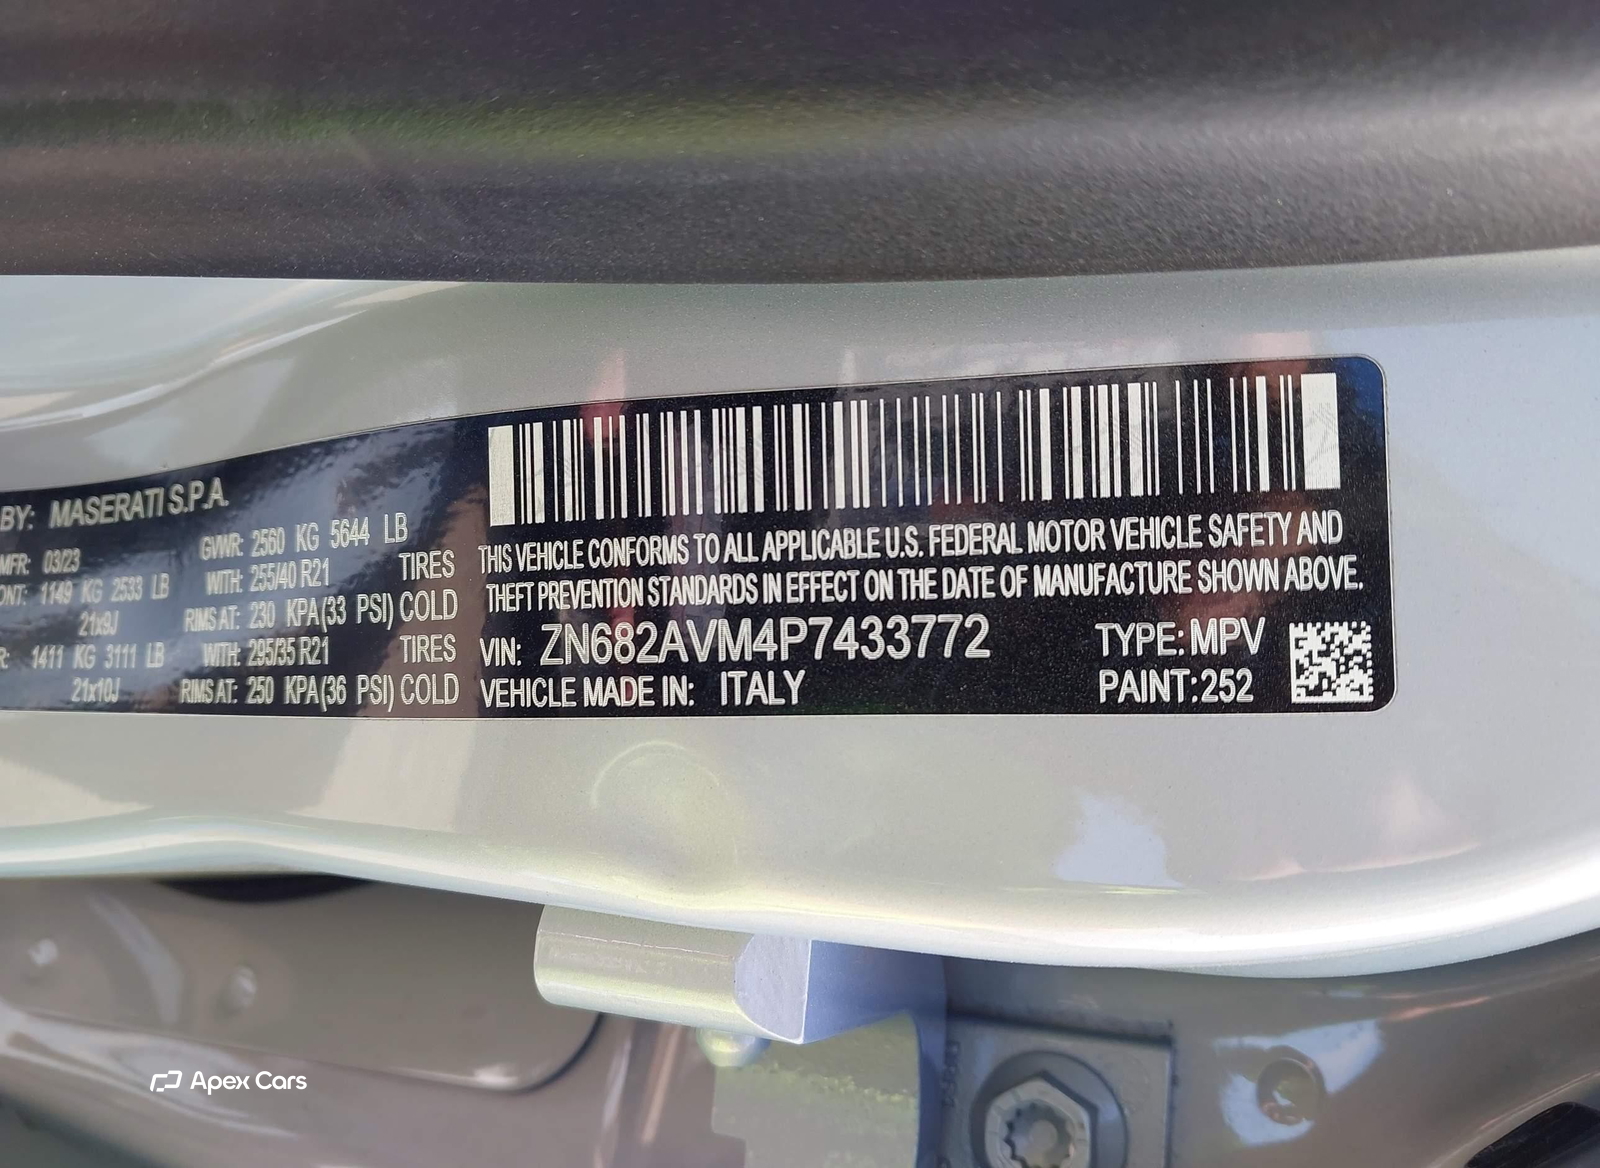 BY: MASERATI S.P.A.
MFR: 03/23
GVWR: 2560 KG 5644 LB
1149 KG 2533 LB
WITH: 255/40 R21 TIRES
21x9J
RIMS AT: 230 KPA(33 PSI) COLD
1411 KG 3111 LB
WITH: 295/35 R21 TIRES
21x10J
RIMS AT: 250 KPA(36 PSI) COLD
THIS VEHICLE CONFORMS TO ALL APPLICABLE U.S. FEDERAL MOTOR VEHICLE SAFETY AND
THEFT PREVENTION STANDARDS IN EFFECT ON THE DATE OF MANUFACTURE SHOWN ABOVE.
VIN: ZN682AVM4P7433772
TYPE: MPV
VEHICLE MADE IN: ITALY
PAINT: 252
Apex Cars